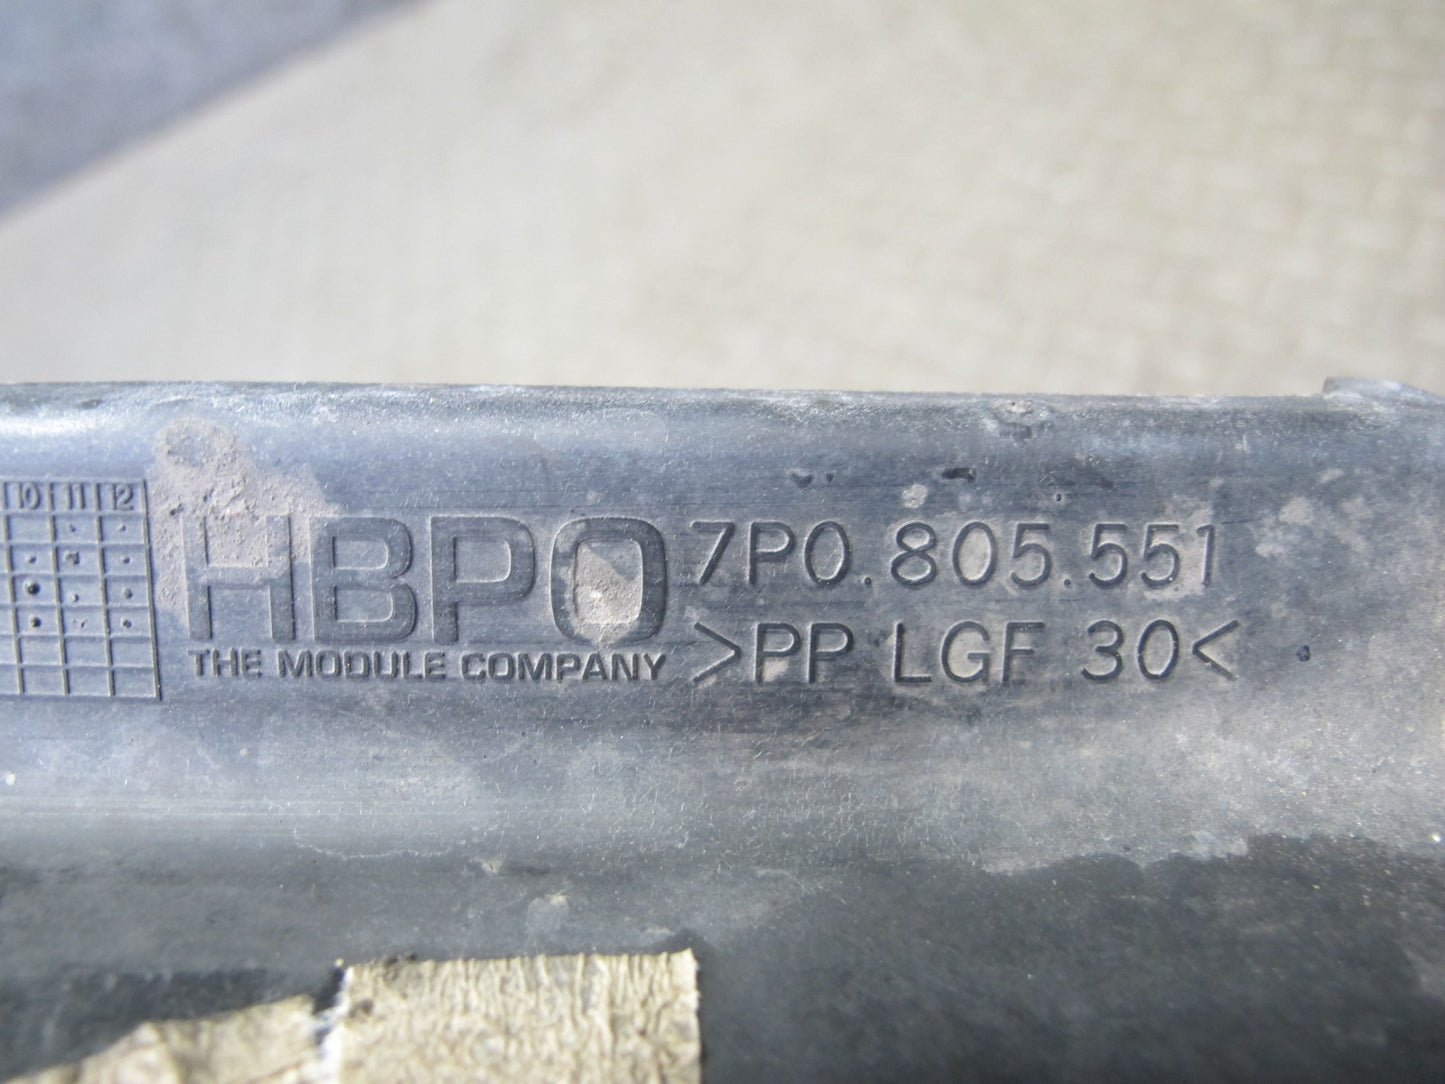 10 11 12
HBPO
THE MODULE COMPANY
7P0.805.551
>PP LGF 30<